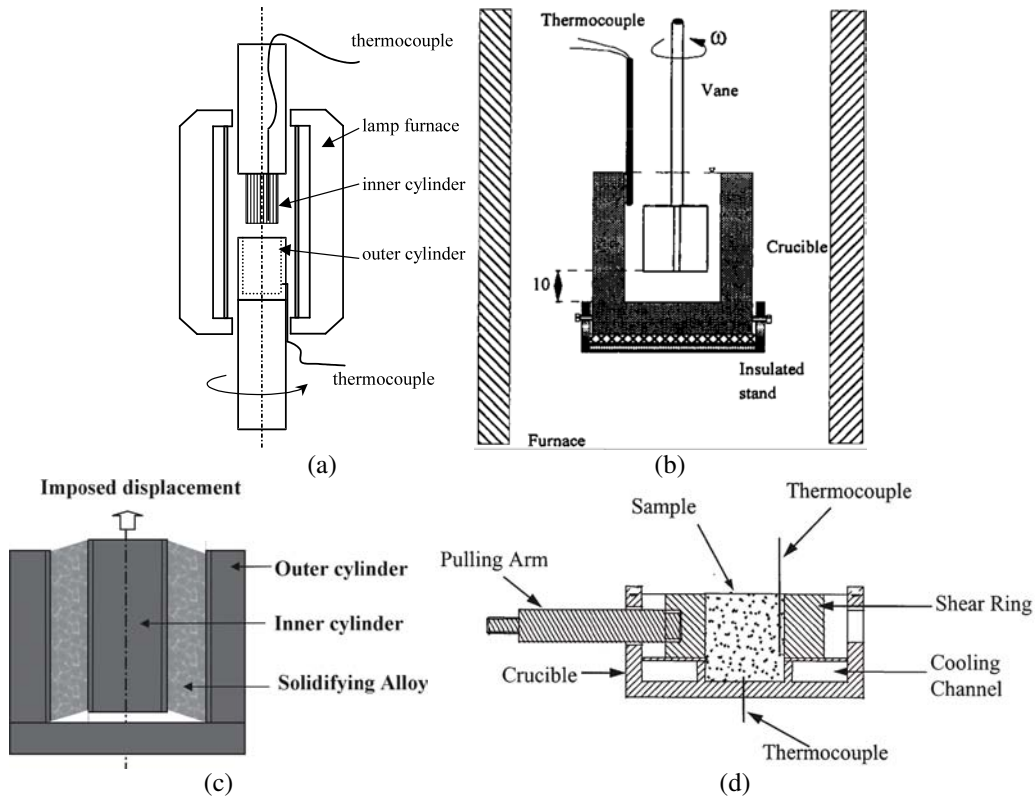 thermocouple
lamp furnace
inner cylinder
outer cylinder
thermocouple
(a)
Thermocouple
ω
Vane
Crucible
10
Insulated
stand
Furnace
(b)
Imposed displacement
Outer cylinder
Inner cylinder
Solidifying Alloy
(c)
Thermocouple
Sample
Pulling Arm
Shear Ring
Crucible
Cooling
Channel
Thermocouple
(d)